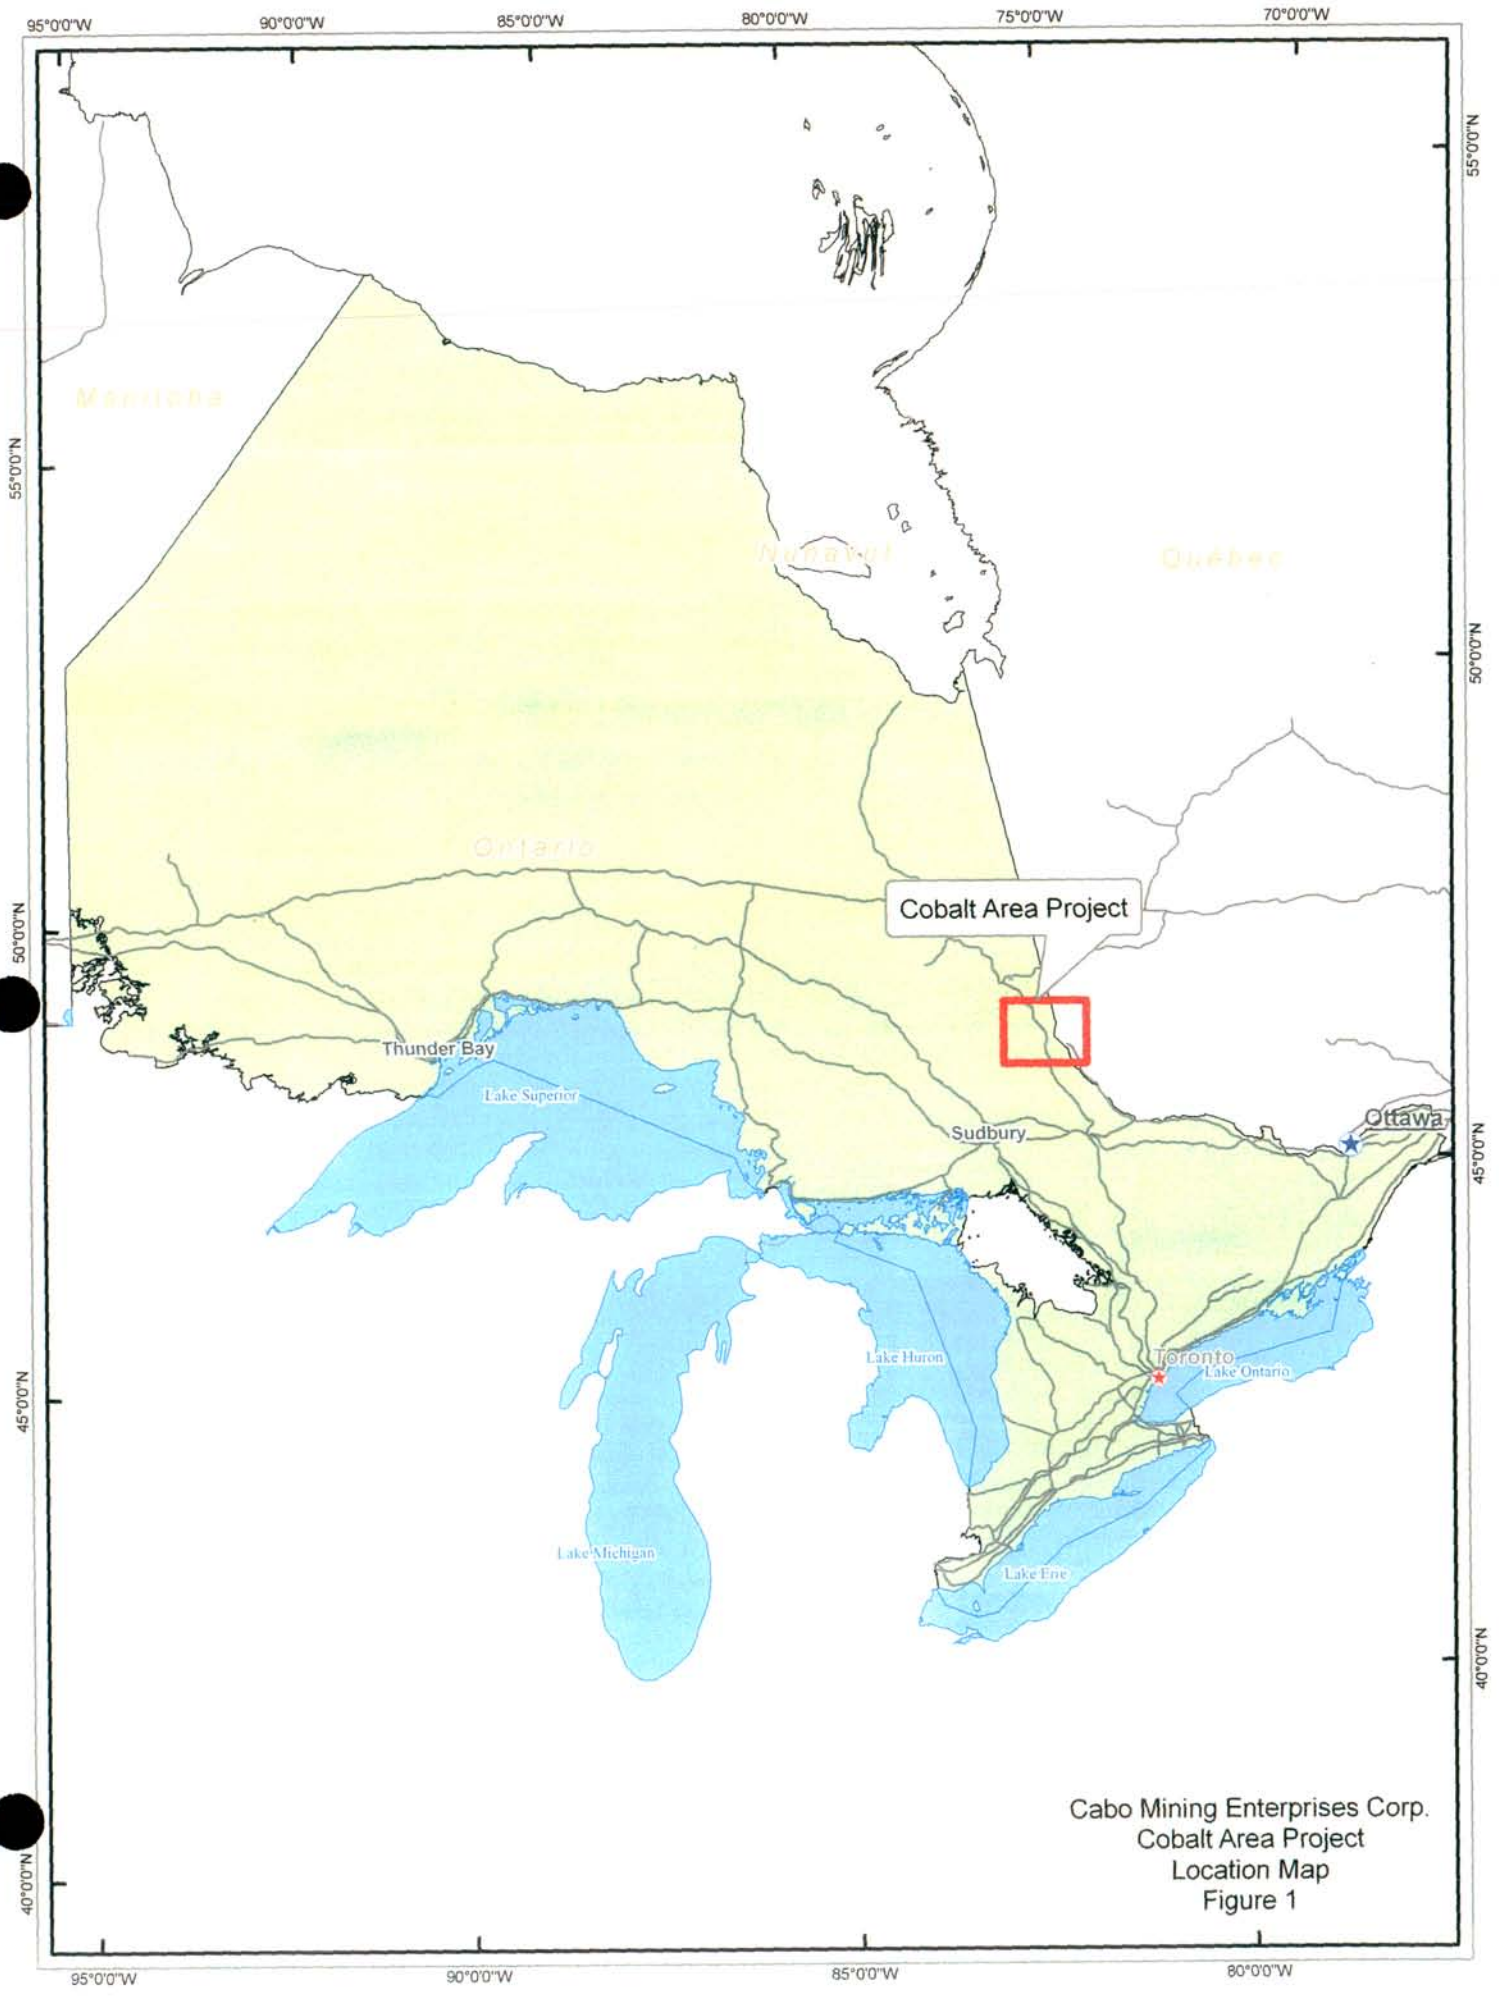 95°0'0"W 90°0'0"W 85°0'0"W 80°0'0"W 75°0'0"W 70°0'0"W
55°0'0"N
Manitoba
55°0'0"N
Nunavut
Québec
50°0'0"N
Ontario
Cobalt Area Project
50°0'0"N
Thunder Bay
Lake Superior
Sudbury
Ottawa
45°0'0"N
Lake Huron
Toronto
Lake Ontario
45°0'0"N
Lake Michigan
Lake Erie
40°0'0"N
Cabo Mining Enterprises Corp.
Cobalt Area Project
Location Map
Figure 1
40°0'0"N
95°0'0"W 90°0'0"W 85°0'0"W 80°0'0"W